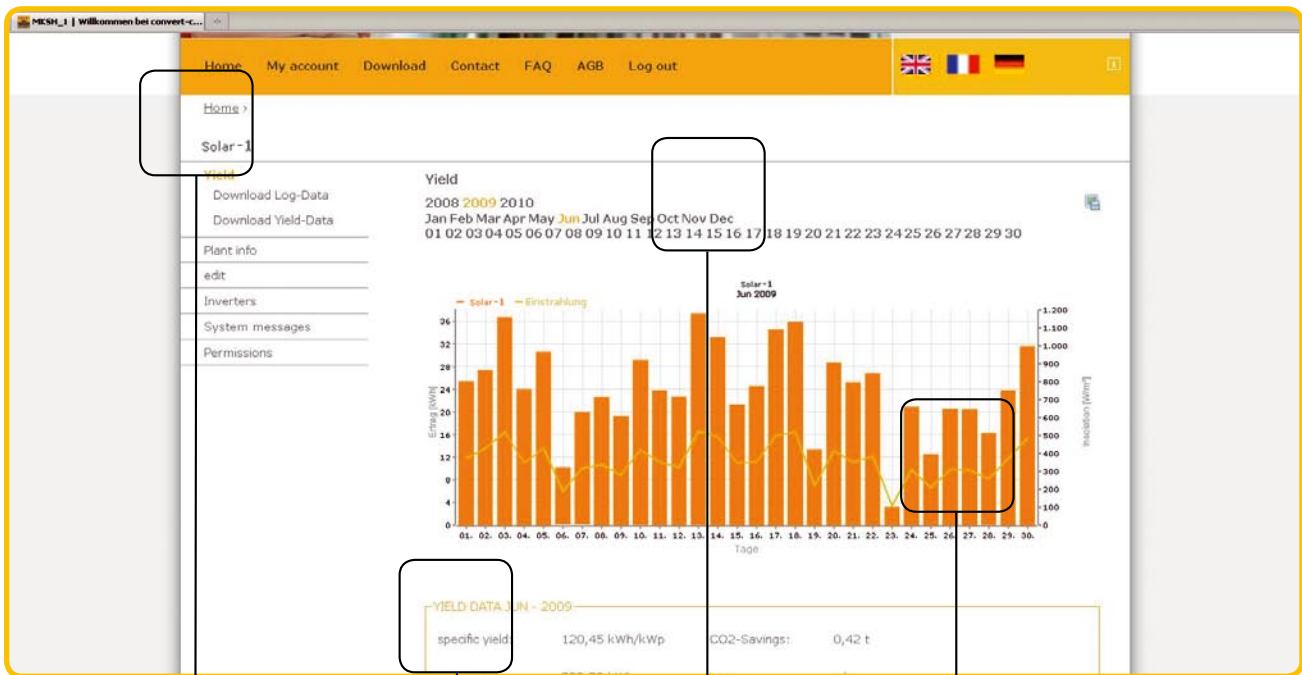 MKSH_1 | Willkommen bei convert-c...
Home My account Download Contact FAQ AGB Log out
Home ›
Solar-1
Yield
Download Log-Data
Download Yield-Data
Plant info
edit
Inverters
System messages
Permissions
Yield
2008 2009 2010
Jan Feb Mar Apr May Jun Jul Aug Sep Oct Nov Dec
01 02 03 04 05 06 07 08 09 10 11 12 13 14 15 16 17 18 19 20 21 22 23 24 25 26 27 28 29 30
Solar-1
Jun 2009
Solar-1 Einstrahlung
Ertrag [kWh]
36
32
28
24
20
16
12
8
4
0
1.200
1.100
1.000
900
800
700
600
500
400
300
200
100
0
Insolation [W/m²]
01. 02. 03. 04. 05. 06. 07. 08. 09. 10. 11. 12. 13. 14. 15. 16. 17. 18. 19. 20. 21. 22. 23. 24. 25. 26. 27. 28. 29. 30.
Tage
YIELD DATA JUN - 2009
specific yield: 120,45 kWh/kWp CO2-Savings: 0,42 t